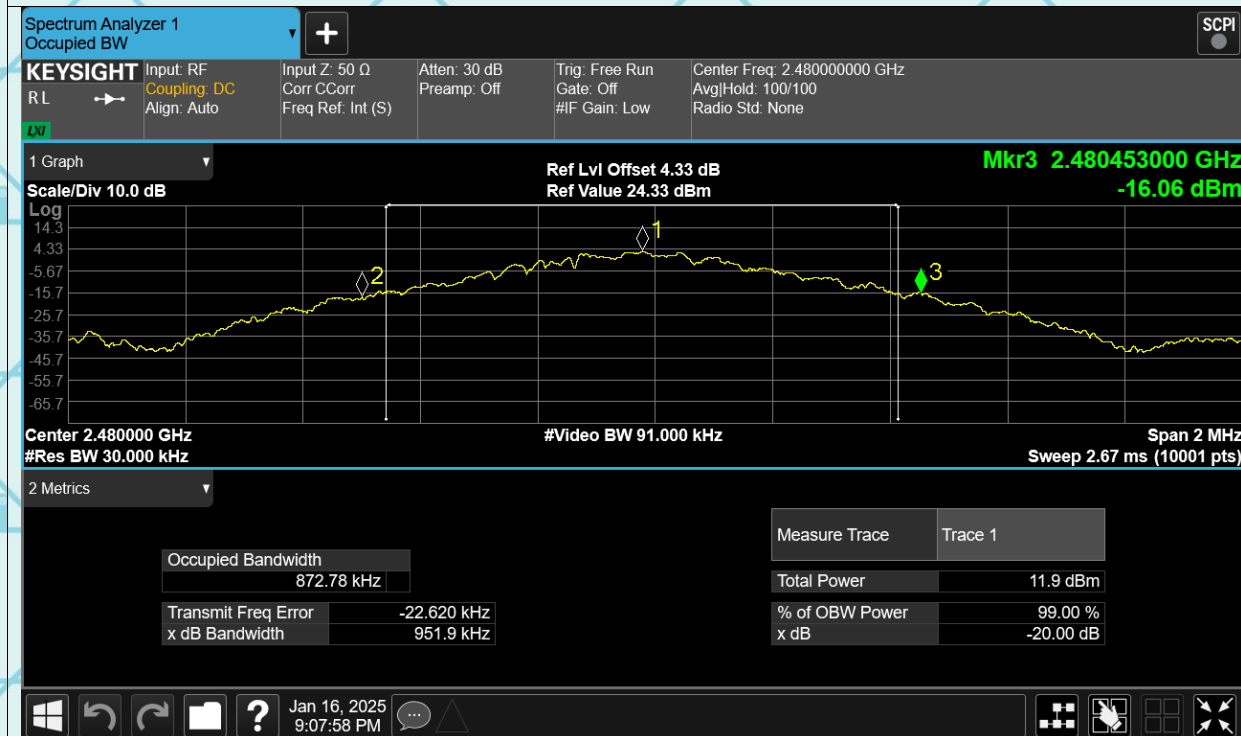 Spectrum Analyzer 1
Occupied BW
+
SCPI
KEYSIGHT
RL
LXI
Input: RF
Coupling: DC
Align: Auto
Input Z: 50 Ω
Corr CCorr
Freq Ref: Int (S)
Atten: 30 dB
Preamp: Off
Trig: Free Run
Gate: Off
#IF Gain: Low
Center Freq: 2.480000000 GHz
Avg|Hold: 100/100
Radio Std: None
1 Graph
Scale/Div 10.0 dB
Ref Lvl Offset 4.33 dB
Ref Value 24.33 dBm
Mkr3 2.480453000 GHz
-16.06 dBm
Log
14.3
4.33
-5.67
-15.7
-25.7
-35.7
-45.7
-55.7
-65.7
1
2
3
Center 2.480000 GHz
#Video BW 91.000 kHz
Span 2 MHz
#Res BW 30.000 kHz
Sweep 2.67 ms (10001 pts)
2 Metrics
Occupied Bandwidth
872.78 kHz
Transmit Freq Error -22.620 kHz
x dB Bandwidth 951.9 kHz
Measure Trace Trace 1
Total Power 11.9 dBm
% of OBW Power 99.00 %
x dB -20.00 dB
?
Jan 16, 2025
9:07:58 PM